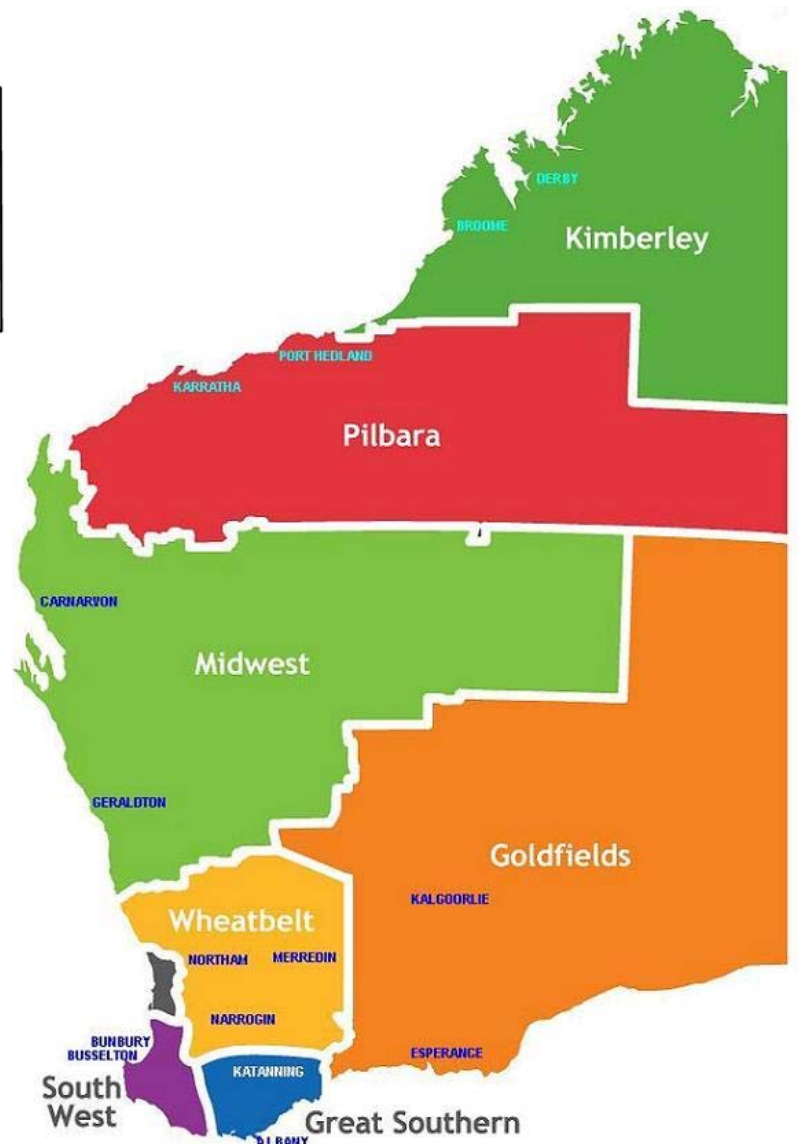 DERBY
BROOME
Kimberley
PORT HEDLAND
KARRATHA
Pilbara
CARNARVON
Midwest
GERALDTON
Goldfields
KALGOORLIE
Wheatbelt
NORTHAM
MERREDIN
NARROGIN
BUNBURY
BUSSELTON
ESPERANCE
KATANNING
South
West
Great Southern
ALBANY